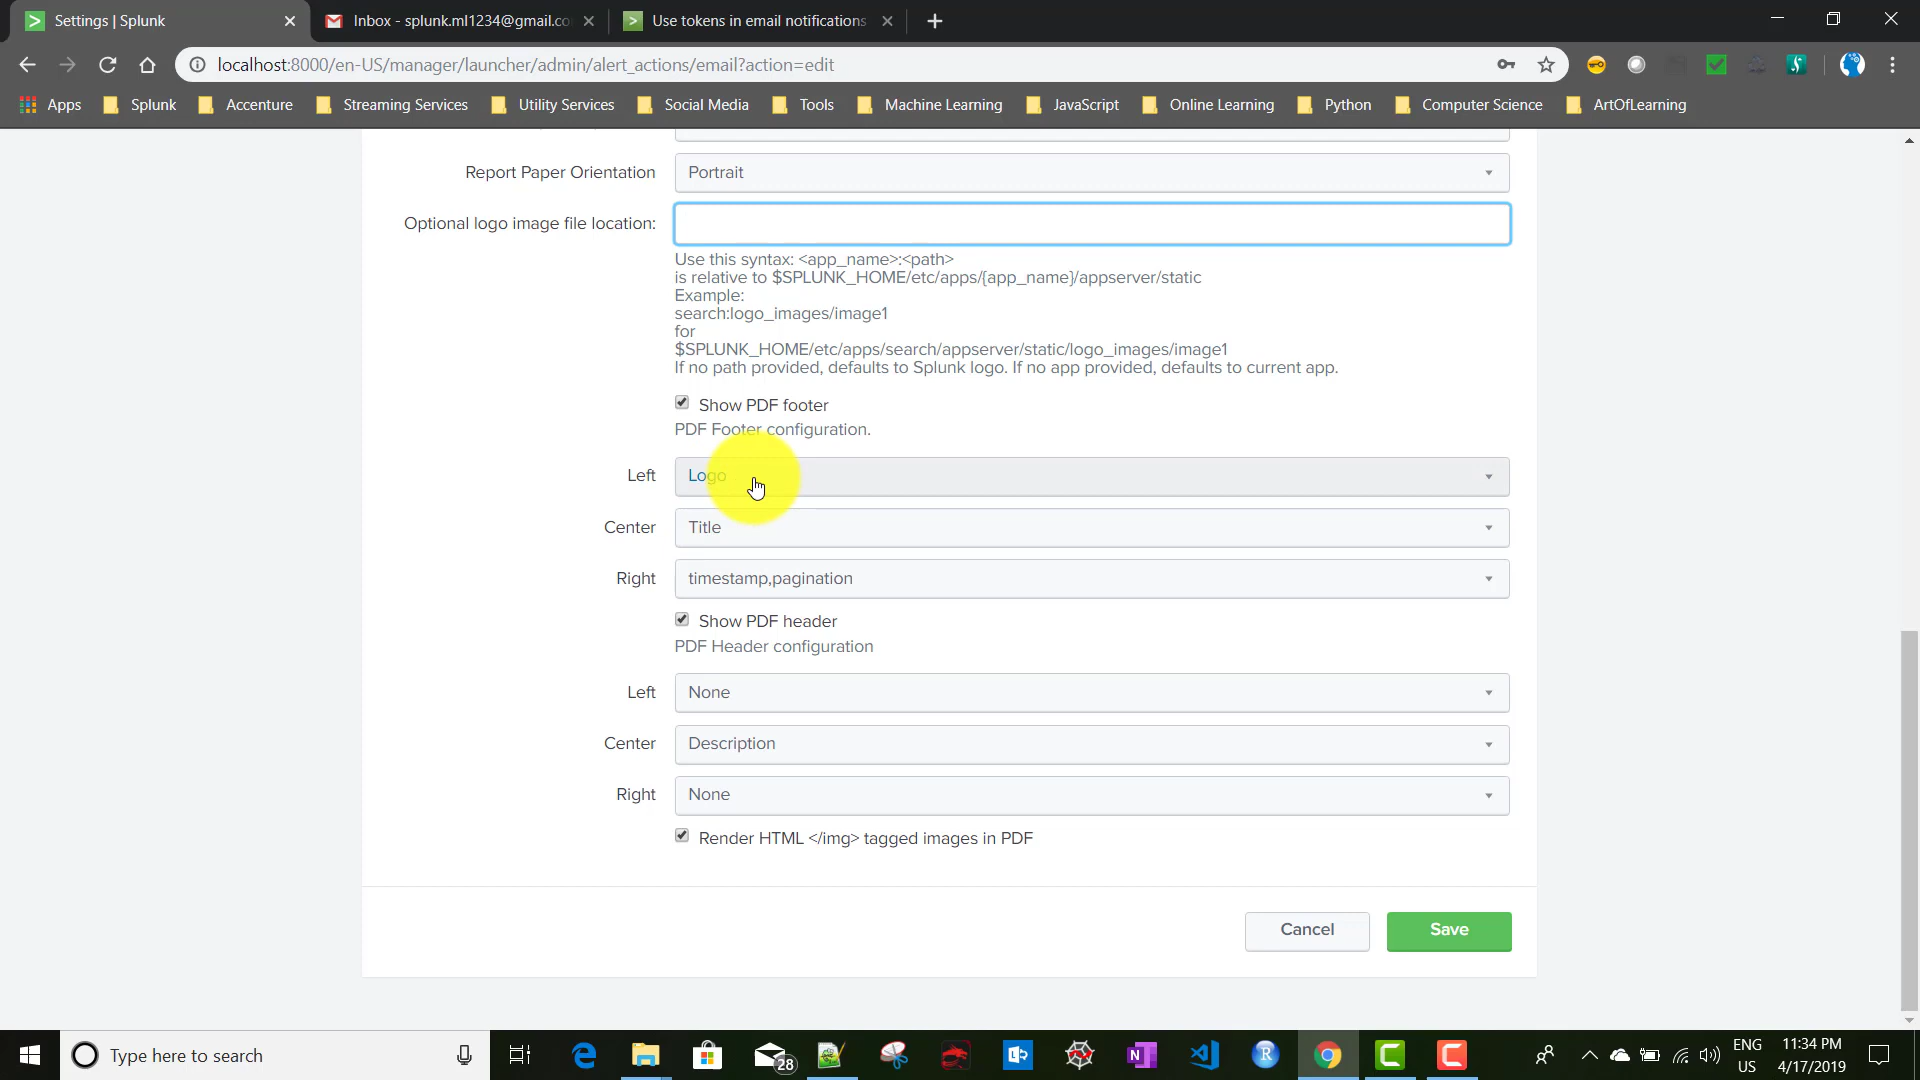 Settings | Splunk
Inbox - splunk.ml1234@gmail.co
Use tokens in email notifications
localhost:8000/en-US/manager/launcher/admin/alert_actions/email?action=edit
Apps Splunk Accenture Streaming Services Utility Services Social Media Tools Machine Learning JavaScript Online Learning Python Computer Science ArtOfLearning
Report Paper Orientation Portrait
Optional logo image file location:
Use this syntax: <app_name>:<path>
is relative to $SPLUNK_HOME/etc/apps/{app_name}/appserver/static
Example:
search:logo_images/image1
for
$SPLUNK_HOME/etc/apps/search/appserver/static/logo_images/image1
If no path provided, defaults to Splunk logo. If no app provided, defaults to current app.
Show PDF footer
PDF Footer configuration.
Left Logo
Center Title
Right timestamp,pagination
Show PDF header
PDF Header configuration
Left None
Center Description
Right None
Render HTML </img> tagged images in PDF
Cancel Save
Type here to search
28
ENG
US
11:34 PM
4/17/2019